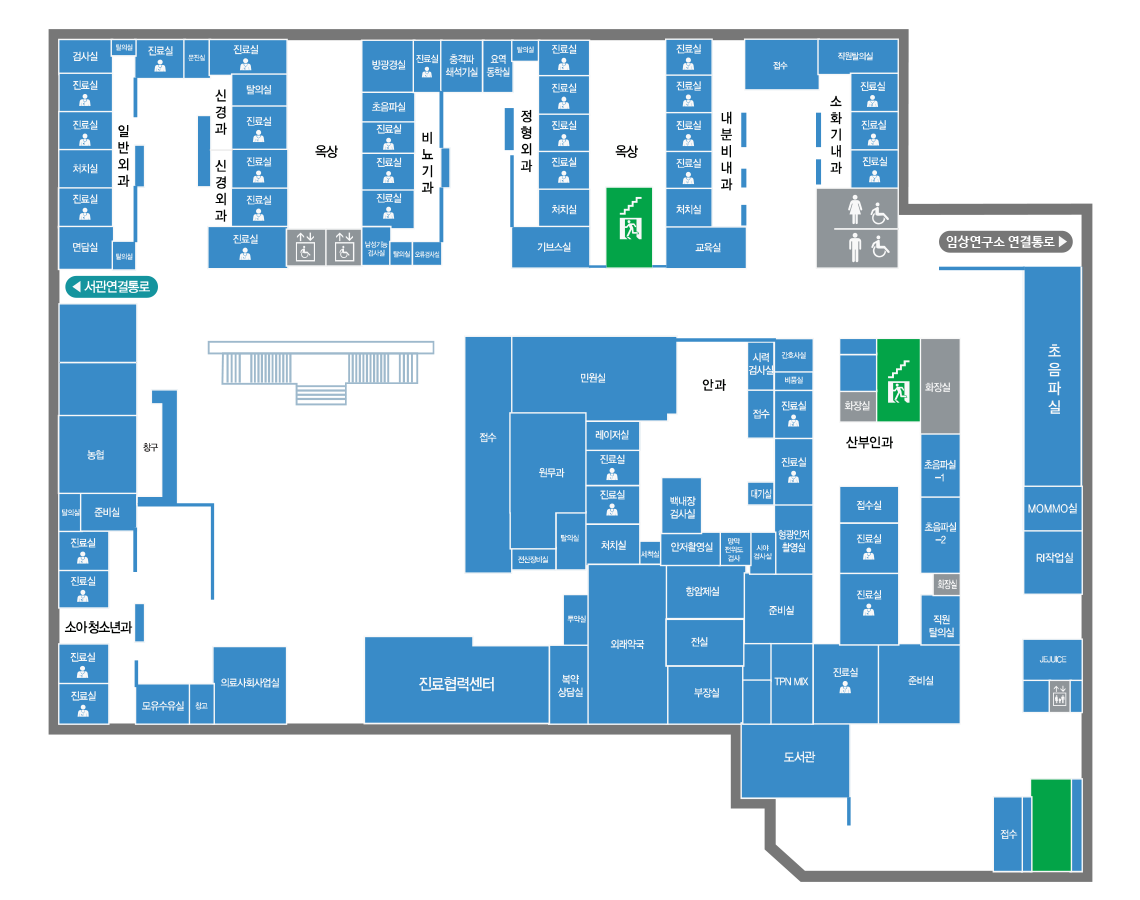 검사실
탈의실
진료실
문진실
진료실
방광경실
진료실
충격파
쇄석기실
요역
동학실
탈의실
진료실
진료실
접수
직원탈의실
진료실
탈의실
초음파실
진료실
진료실
진료실
진료실
진료실
진료실
진료실
진료실
진료실
일반외과
신경과
옥상
비뇨기과
정형외과
옥상
내분비내과
소화기내과
처치실
진료실
신경외과
진료실
진료실
진료실
진료실
진료실
진료실
진료실
처치실
처치실
면담실
탈의실
진료실
남성기능
검사실
탈의실
요류검사실
기브스실
교육실
임상연구소 연결통로
서관연결통로
초음파실
민원실
안과
시력
검사실
간호사실
비품실
접수
진료실
화장실
화장실
접수
레이저실
원무과
진료실
진료실
산부인과
초음파실
-1
농협
창구
진료실
대기실
백내장
검사실
접수실
초음파실
-2
MOMMO실
탈의실
준비실
탈의실
처치실
세척실
안저촬영실
시야
검사실
형광안저
촬영실
진료실
RI작업실
진료실
전산장비실
진료실
항암제실
준비실
진료실
화장실
소아청소년과
투약실
외래약국
전실
직원
탈의실
진료실
의료사회사업실
진료협력센터
복약
상담실
부장실
TPN MIX
진료실
준비실
JEJUICE
진료실
모유수유실
창고
도서관
접수